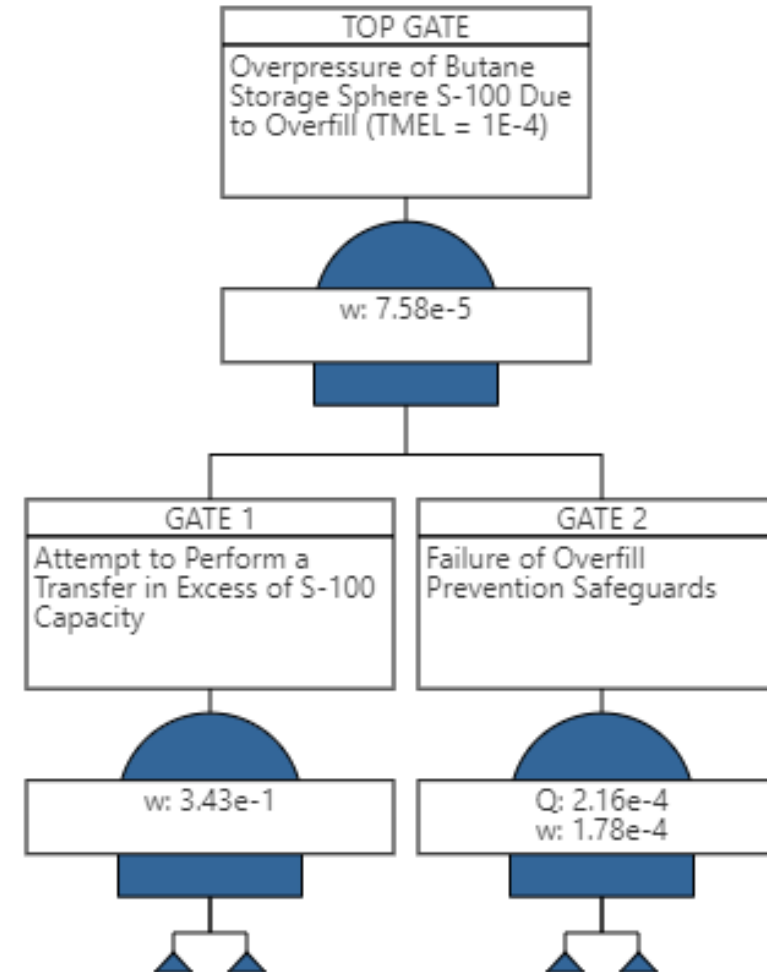 TOP GATE
Overpressure of Butane
Storage Sphere S-100 Due
to Overfill (TMEL = 1E-4)
w: 7.58e-5
GATE 1
Attempt to Perform a
Transfer in Excess of S-100
Capacity
w: 3.43e-1
GATE 2
Failure of Overfill
Prevention Safeguards
Q: 2.16e-4
w: 1.78e-4